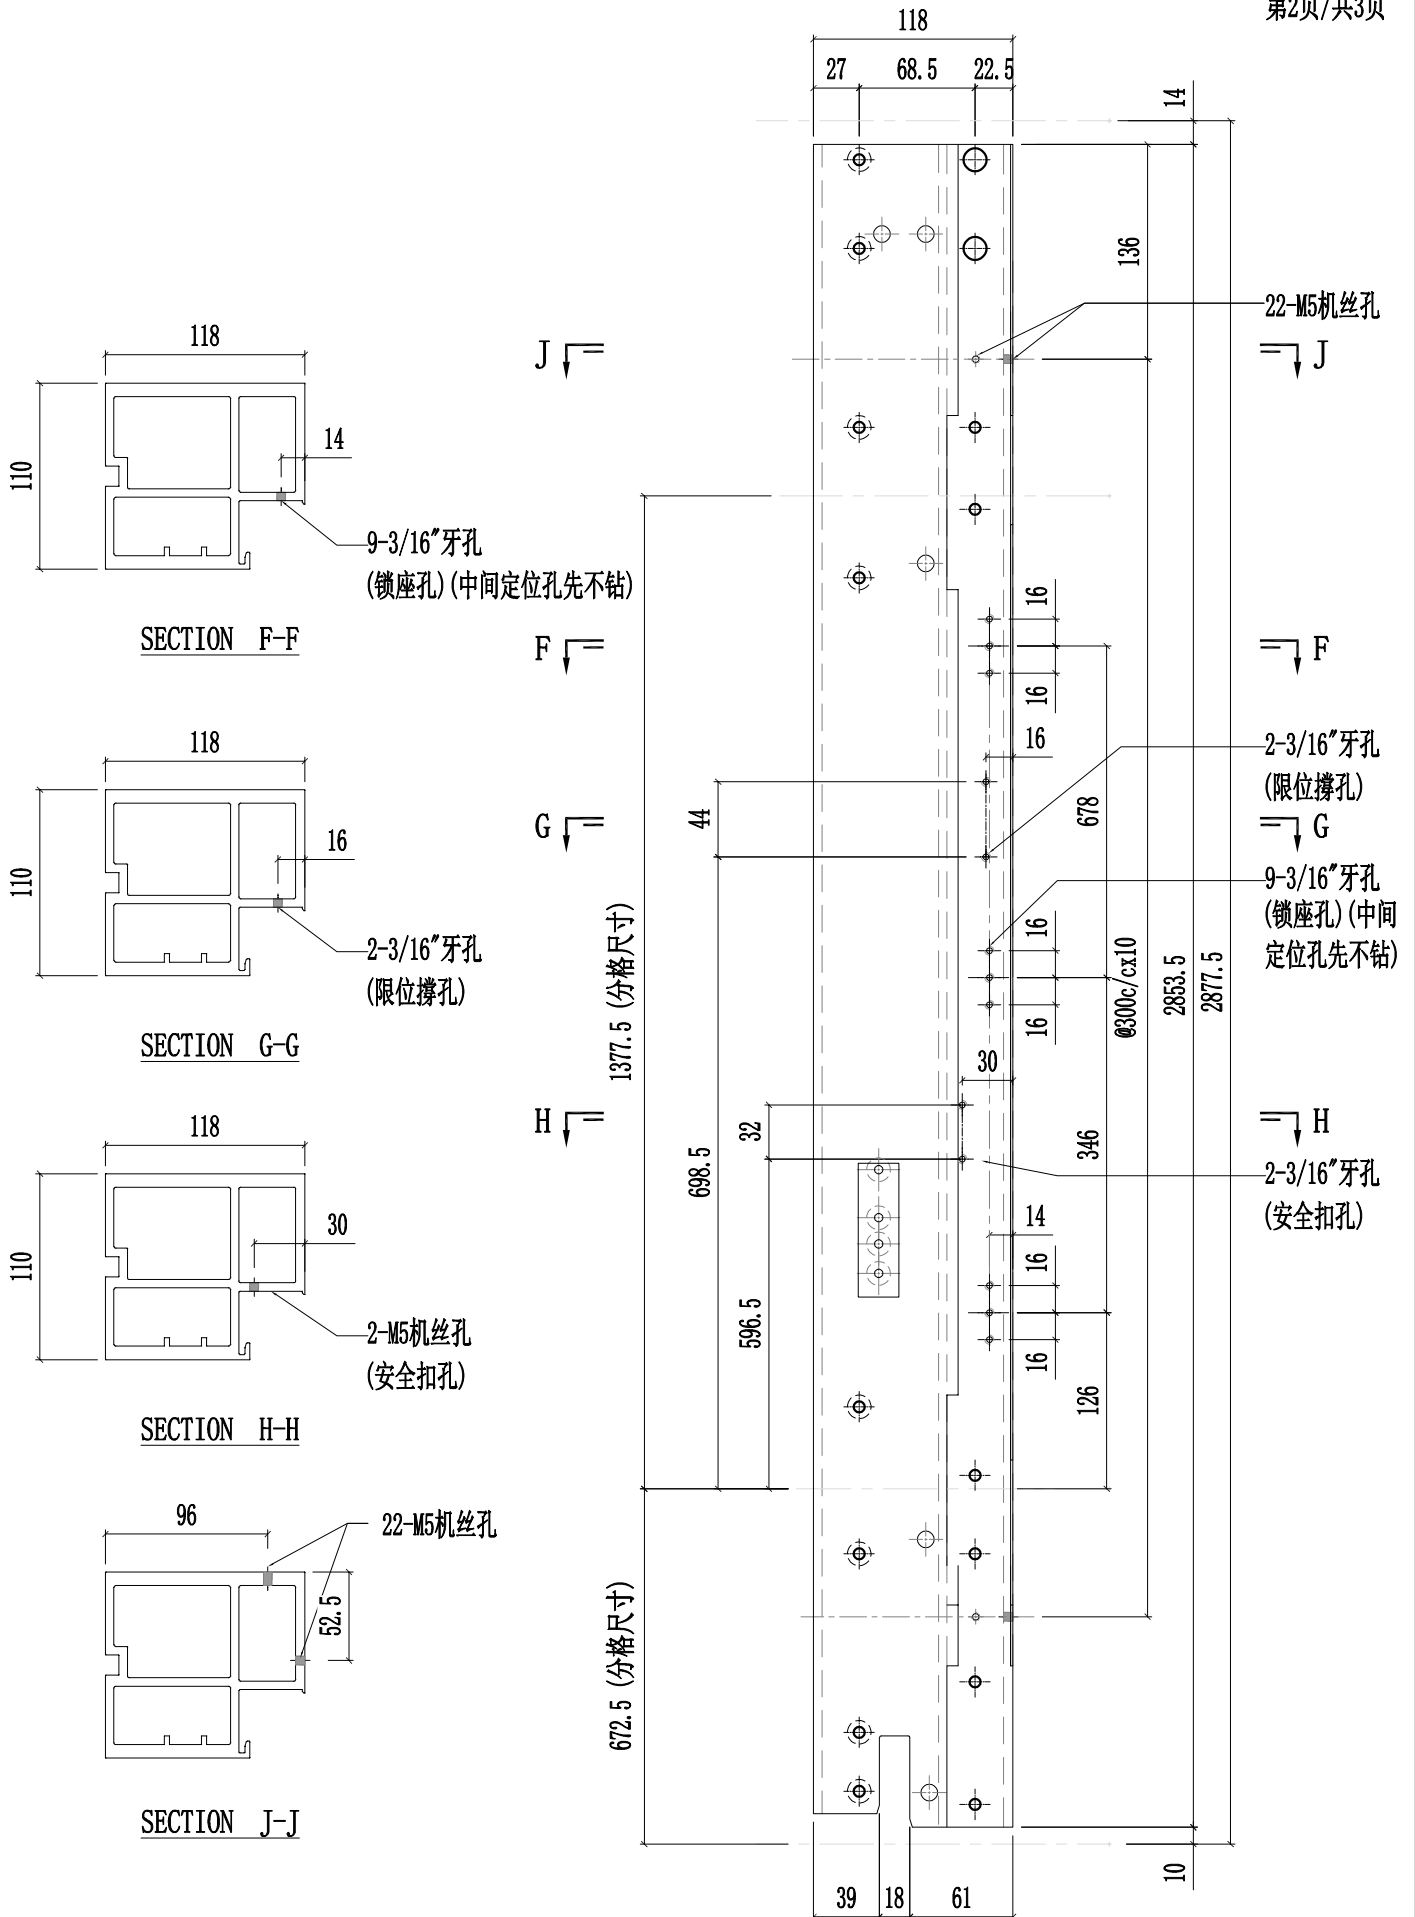 第2页/共3页
118
27
68.5
22.5
14
136
22-M5机丝孔
J
J
118
110
14
9-3/16"牙孔
(锁座孔)(中间定位孔先不钻)
SECTION F-F
F
F
16
16
118
110
16
2-3/16"牙孔
(限位撑孔)
SECTION G-G
G
G
16
44
678
2-3/16"牙孔
(限位撑孔)
9-3/16"牙孔
(锁座孔)(中间
定位孔先不钻)
16
16
1377.5 (分格尺寸)
@300c/cx10
2853.5
2877.5
118
110
30
2-M5机丝孔
(安全扣孔)
SECTION H-H
H
H
30
32
698.5
346
2-3/16"牙孔
(安全扣孔)
14
16
16
596.5
126
96
22-M5机丝孔
52.5
SECTION J-J
672.5 (分格尺寸)
10
39
18
61